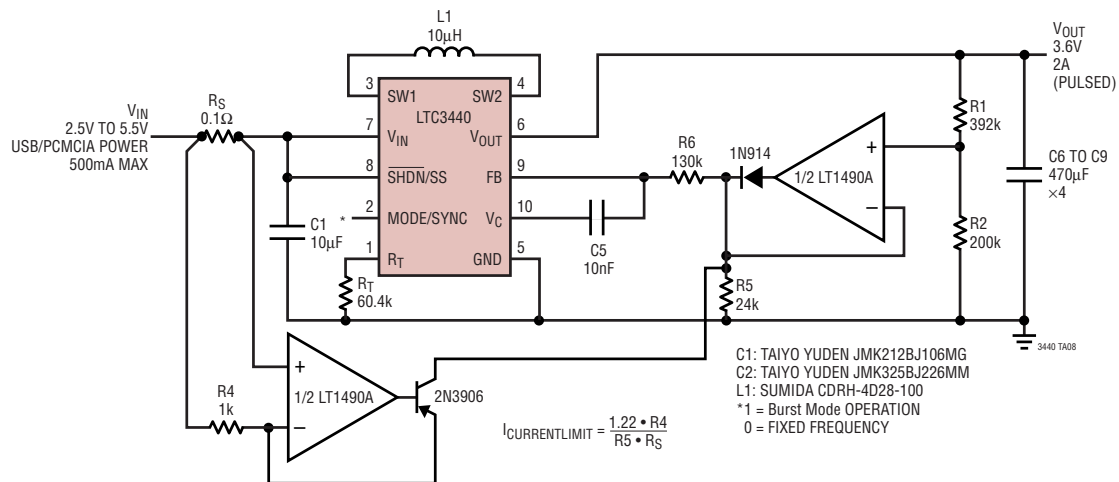 L1
10µH
VOUT
3.6V
2A
(PULSED)
3
4
SW1
SW2
LTC3440
VIN
2.5V TO 5.5V
USB/PCMCIA POWER
500mA MAX
RS
0.1Ω
7
VIN
VOUT
6
R1
392k
8
SHDN/SS
FB
9
R6
130k
1N914
+
1/2 LT1490A
–
C6 TO C9
470µF
×4
*
2
MODE/SYNC
VC
10
C1
10µF
C5
10nF
R2
200k
1
RT
GND
5
RT
60.4k
R5
24k
3440 TA08
R4
1k
+
1/2 LT1490A
–
2N3906
ICURRENTLIMIT = 1.22 • R4
R5 • RS
C1: TAIYO YUDEN JMK212BJ106MG
C2: TAIYO YUDEN JMK325BJ226MM
L1: SUMIDA CDRH-4D28-100
*1 = Burst Mode OPERATION
0 = FIXED FREQUENCY